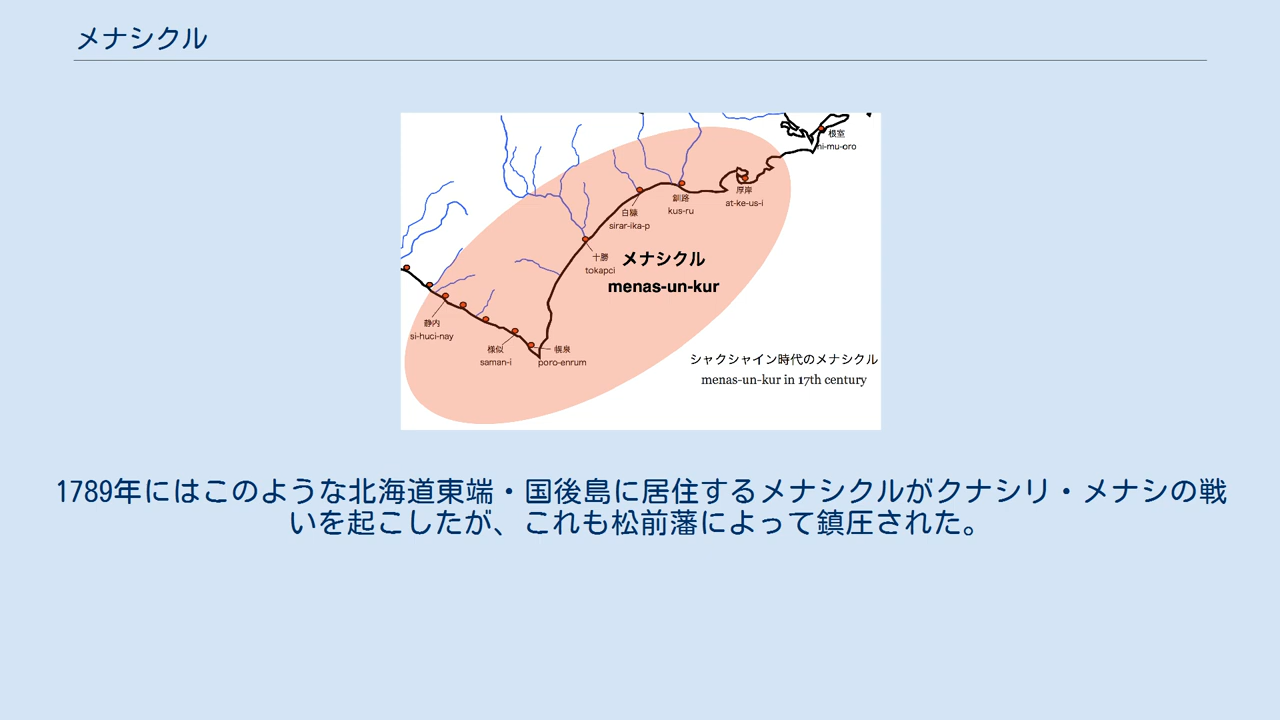 メナシクル
根室
ni-mu-oro
厚岸
at-ke-us-i
釧路
kus-ru
白糠
sirar-ika-p
十勝
tokapci
メナシクル
menas-un-kur
静内
si-huci-nay
様似
saman-i
幌泉
poro-enrum
シャクシャイン時代のメナシクル
menas-un-kur in 17th century
1789年にはこのような北海道東端・国後島に居住するメナシクルがクナシリ・メナシの戦
いを起こしたが、これも松前藩によって鎮圧された。